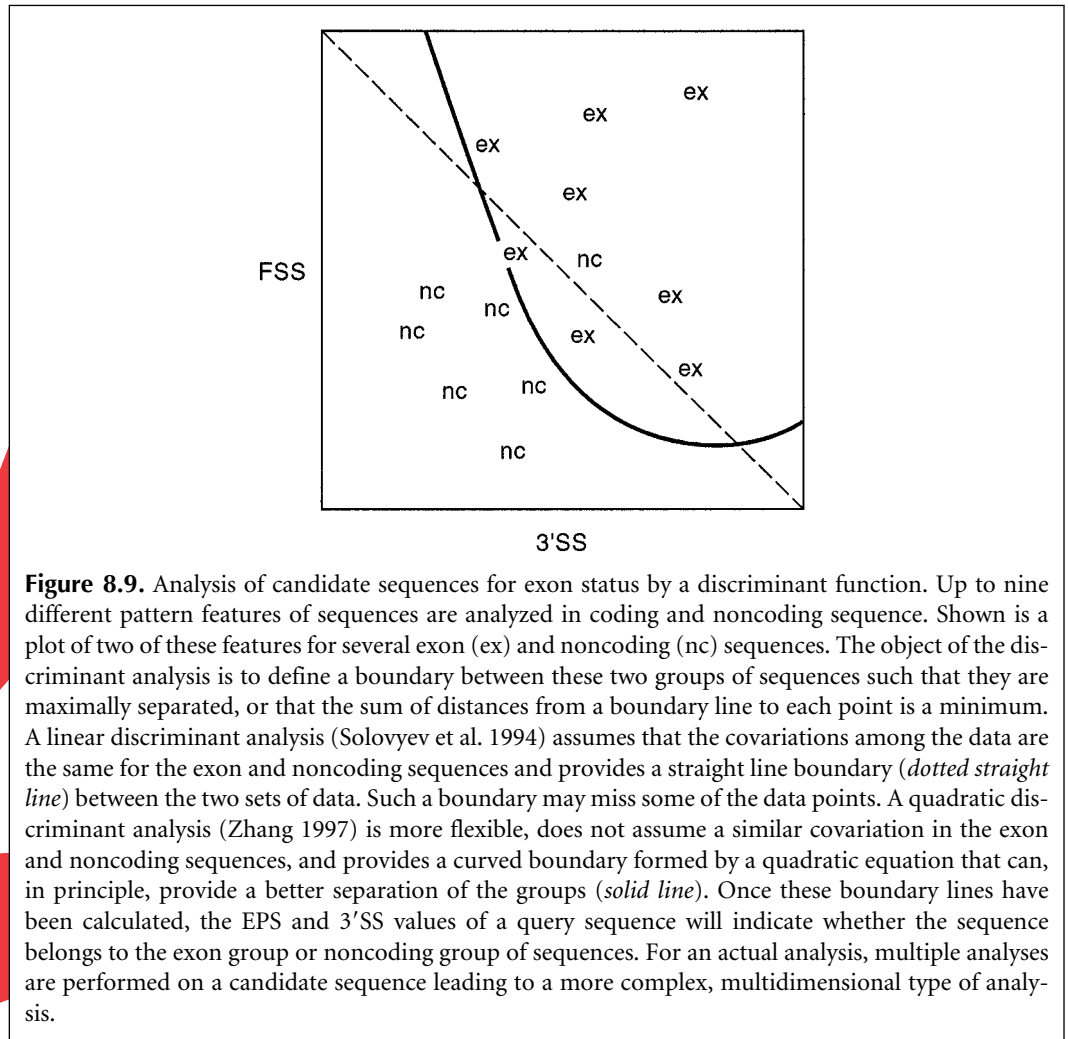 ex
ex
ex
ex
ex
nc
FSS
nc
ex
nc
nc
ex
ex
nc
nc
nc
3'SS
Figure 8.9. Analysis of candidate sequences for exon status by a discriminant function. Up to nine
different pattern features of sequences are analyzed in coding and noncoding sequence. Shown is a
plot of two of these features for several exon (ex) and noncoding (nc) sequences. The object of the dis-
criminant analysis is to define a boundary between these two groups of sequences such that they are
maximally separated, or that the sum of distances from a boundary line to each point is a minimum.
A linear discriminant analysis (Solovyev et al. 1994) assumes that the covariations among the data are
the same for the exon and noncoding sequences and provides a straight line boundary (dotted straight
line) between the two sets of data. Such a boundary may miss some of the data points. A quadratic dis-
criminant analysis (Zhang 1997) is more flexible, does not assume a similar covariation in the exon
and noncoding sequences, and provides a curved boundary formed by a quadratic equation that can,
in principle, provide a better separation of the groups (solid line). Once these boundary lines have
been calculated, the EPS and 3′SS values of a query sequence will indicate whether the sequence
belongs to the exon group or noncoding group of sequences. For an actual analysis, multiple analyses
are performed on a candidate sequence leading to a more complex, multidimensional type of analy-
sis.